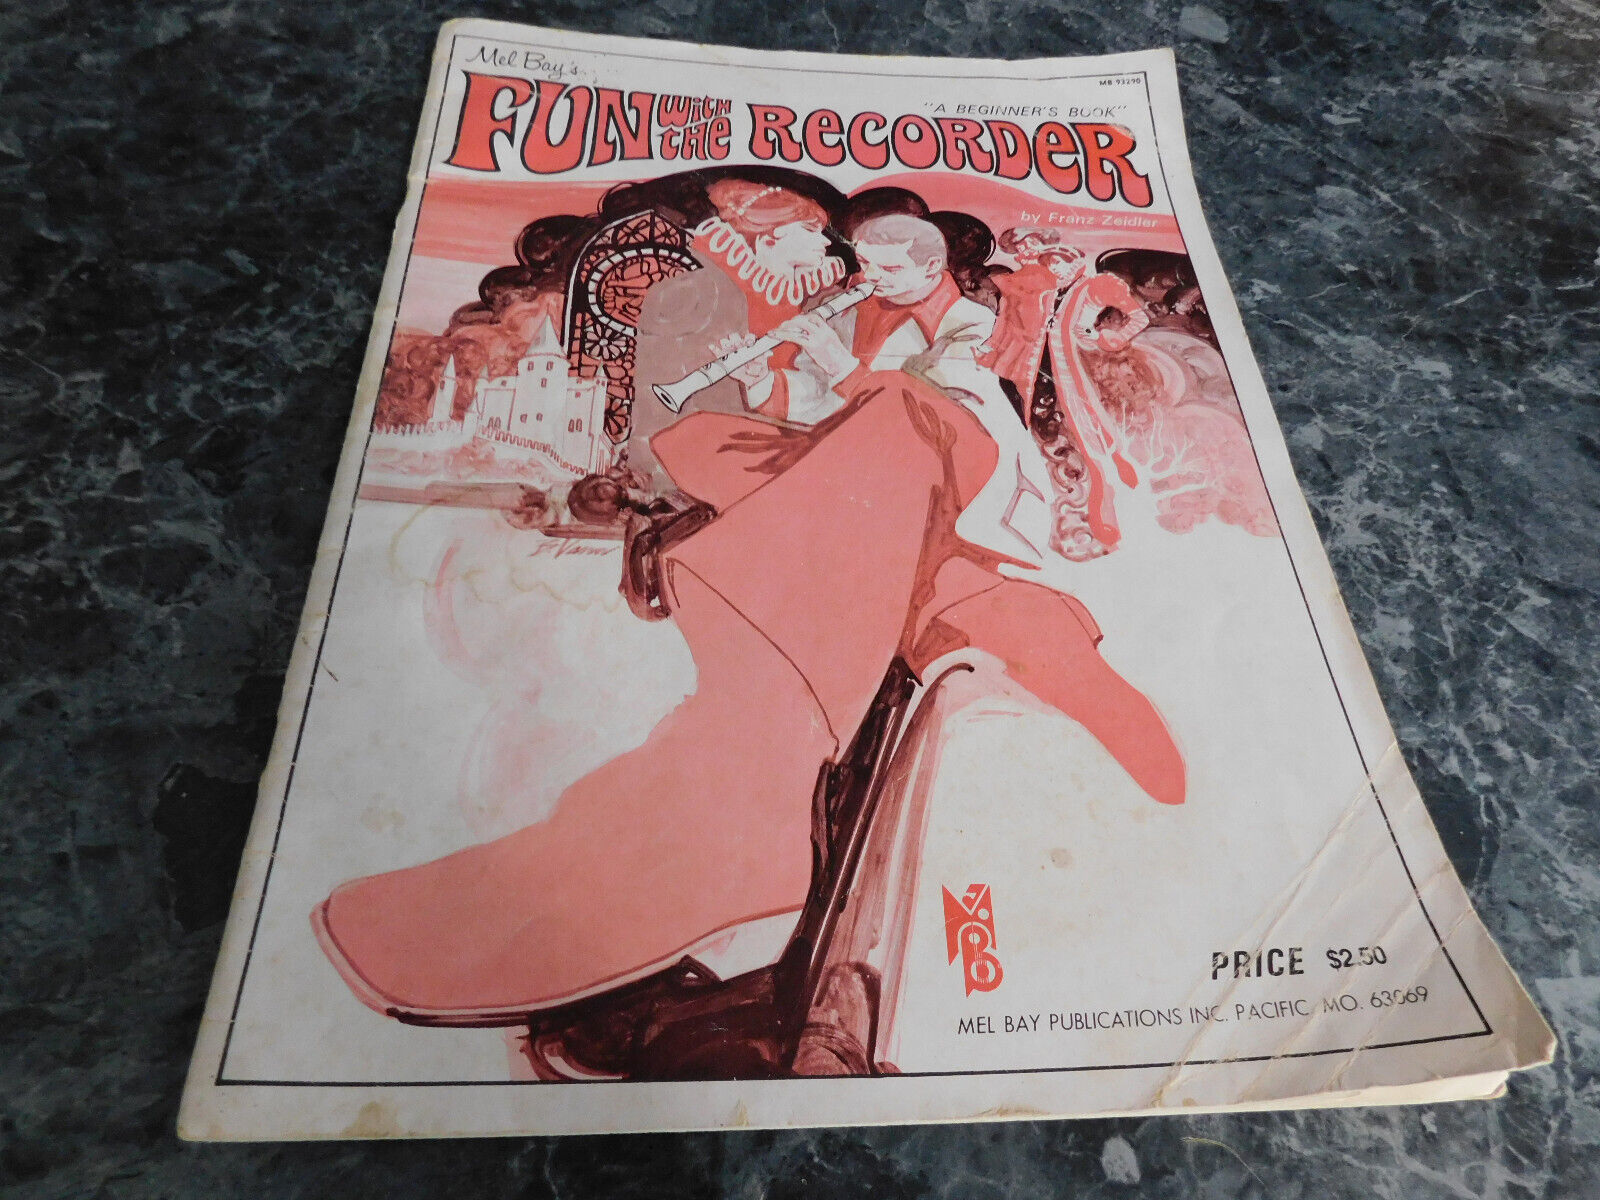 Mel Bay's.....
MB 93290
"A BEGINNER'S BOOK"
FUN WITH THE RECORDER
by Franz Zeidler
PRICE $2.50
MEL BAY PUBLICATIONS INC. PACIFIC, MO. 63069